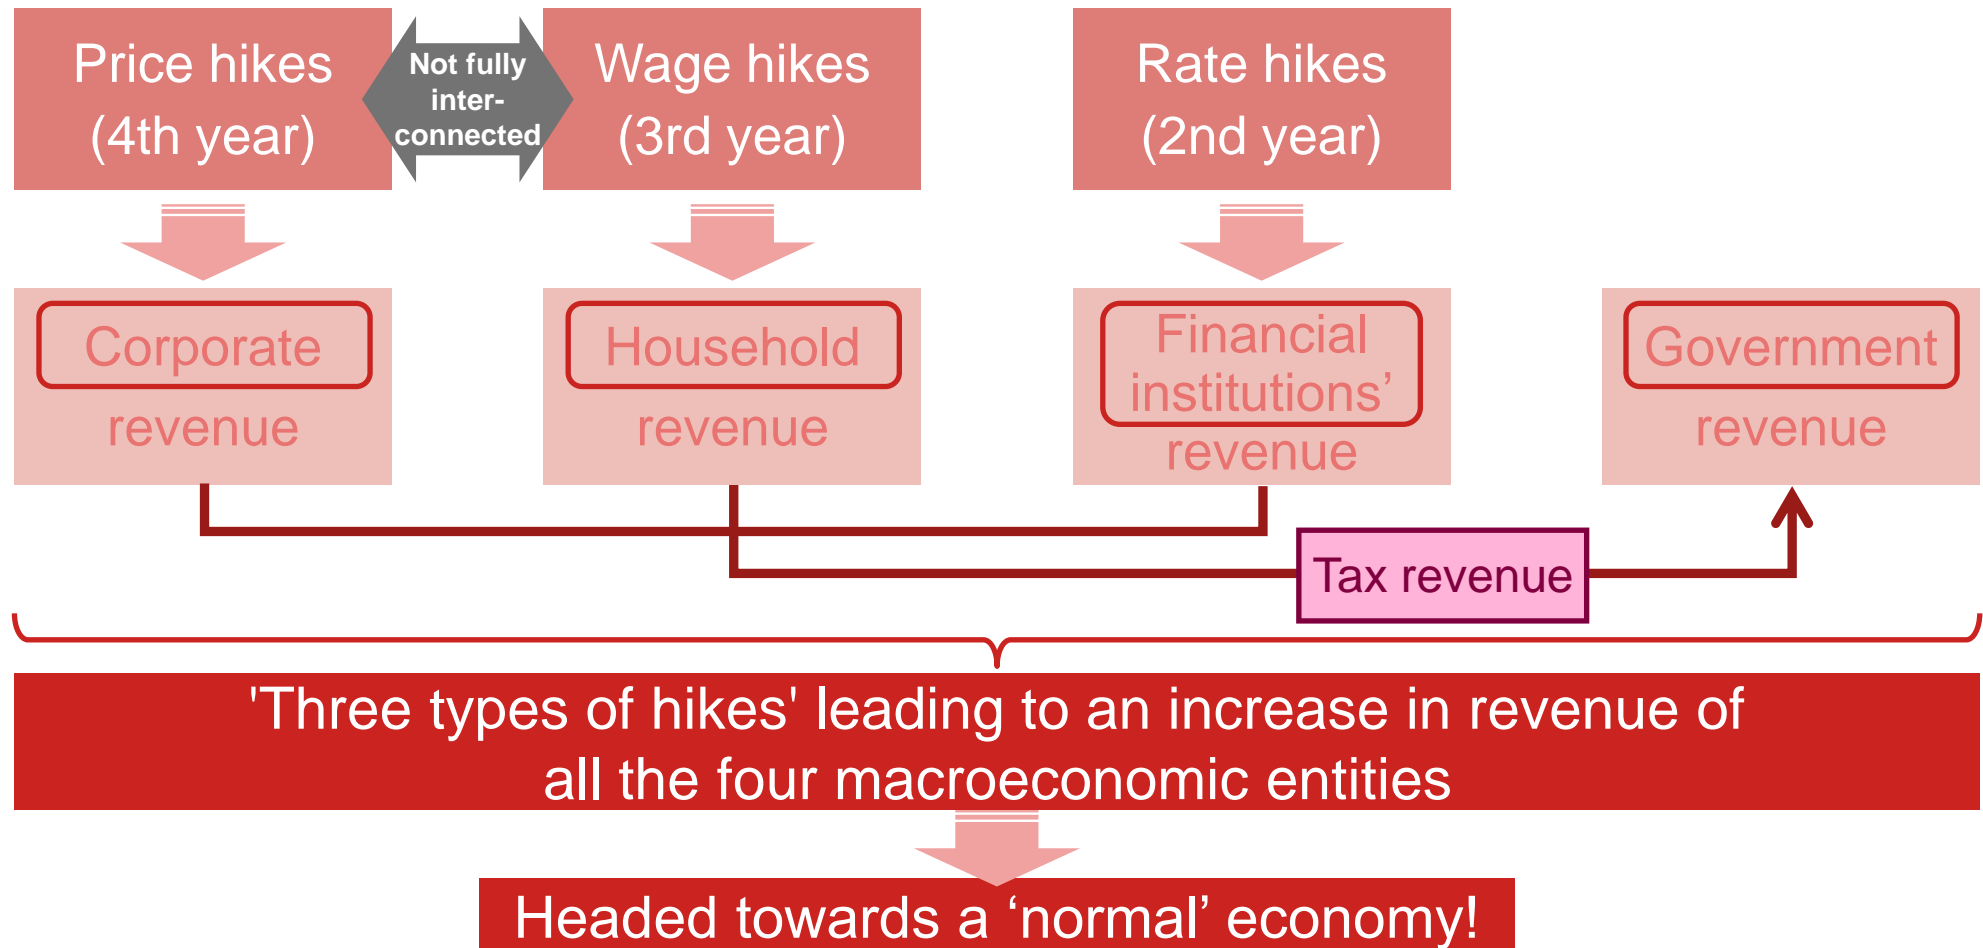 Price hikes
(4th year)
Not fully
inter-
connected
Wage hikes
(3rd year)
Rate hikes
(2nd year)
Corporate
revenue
Household
revenue
Financial
institutions’
revenue
Government
revenue
Tax revenue
'Three types of hikes' leading to an increase in revenue of
all the four macroeconomic entities
Headed towards a ‘normal’ economy!